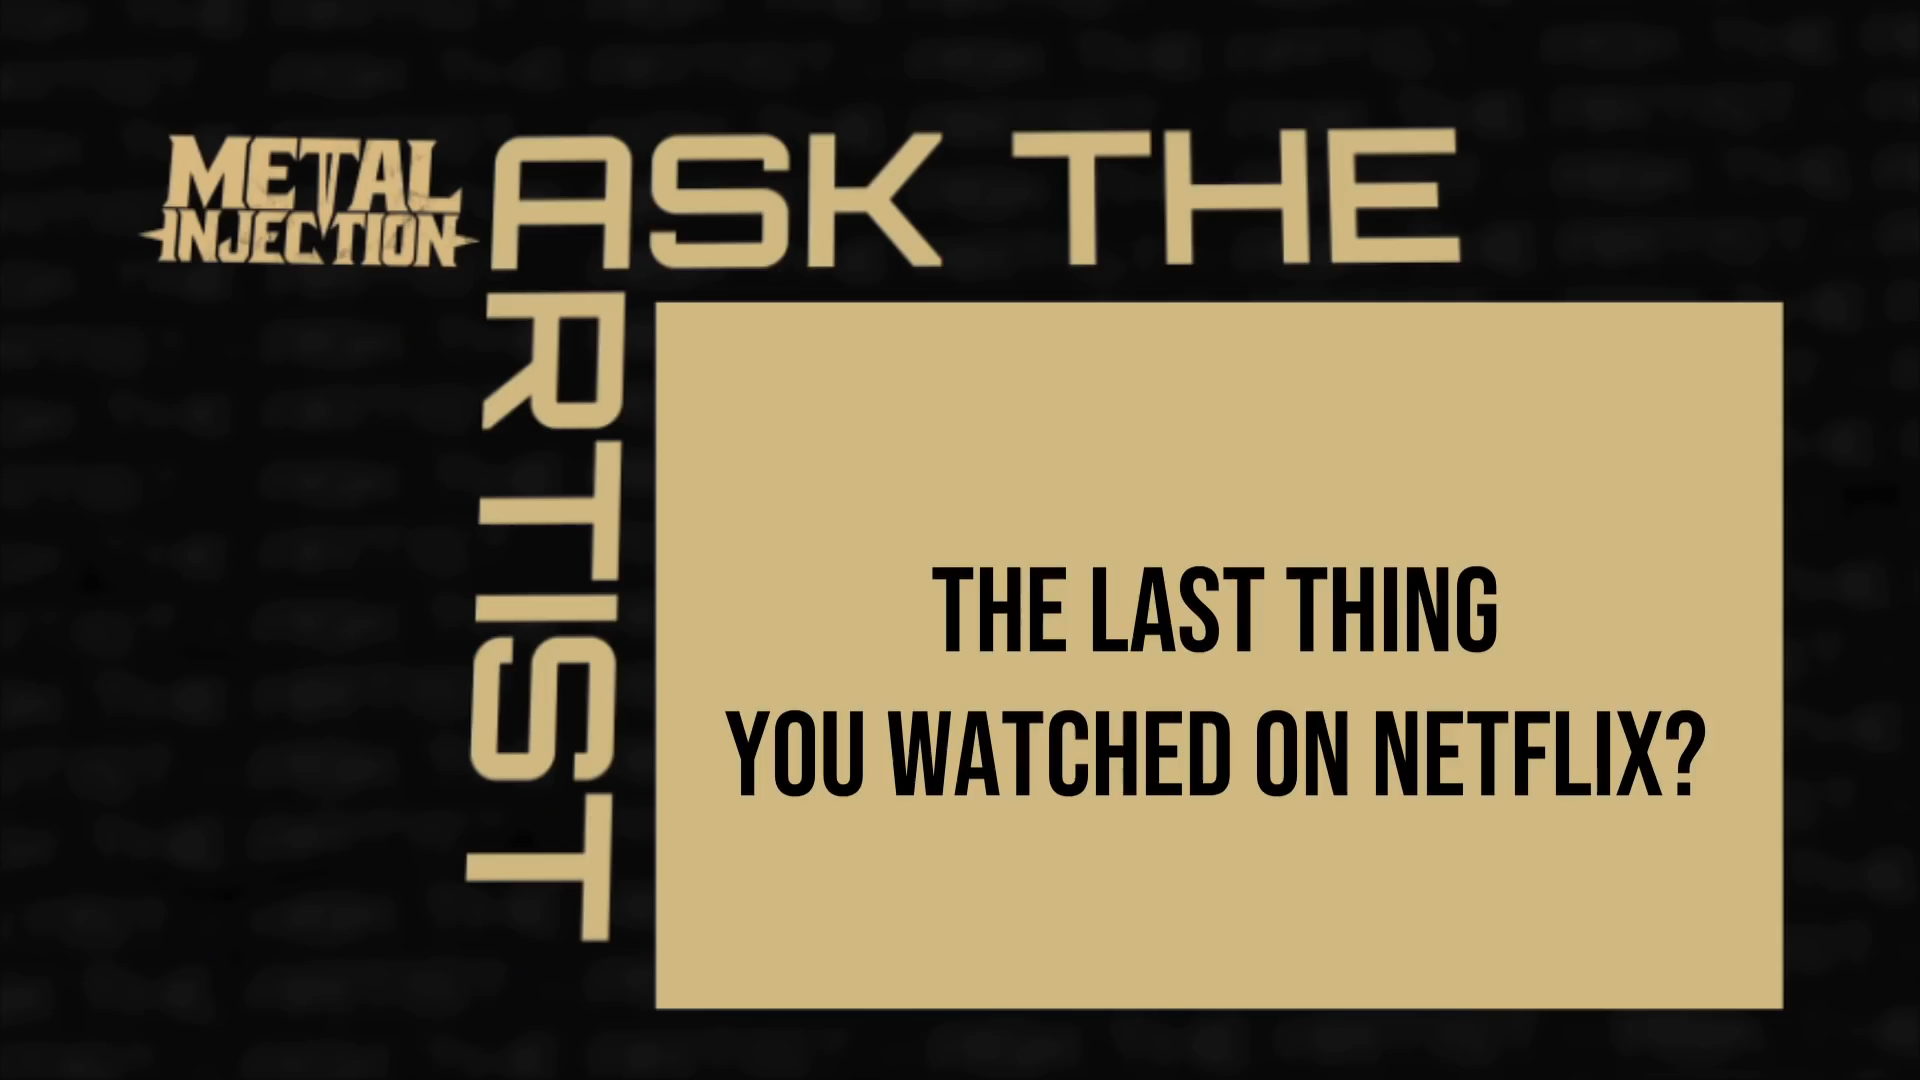 METAL
INJECTION
ASK THE
ARTIST
THE LAST THING
YOU WATCHED ON NETFLIX?